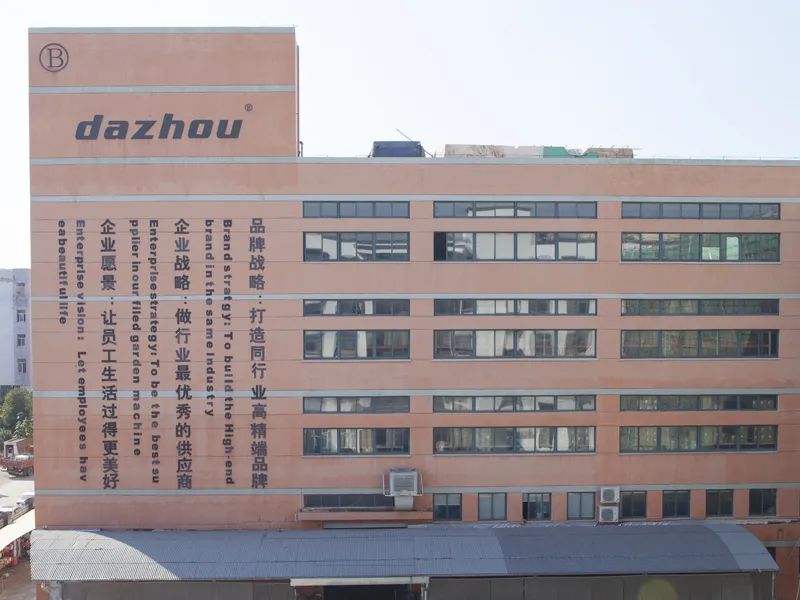 Ⓑ
dazhou®
品牌战略：打造同行业高精端品牌
Brand stratgy: To build the High-end
brand in the same industry
企业战略：做行业最优秀的供应商
Enterprise strategy: To be the best su
pplier in our filed garden machine
企业愿景：让员工生活过得更美好
Enterprise vision: Let employees hav
e a beautiful life